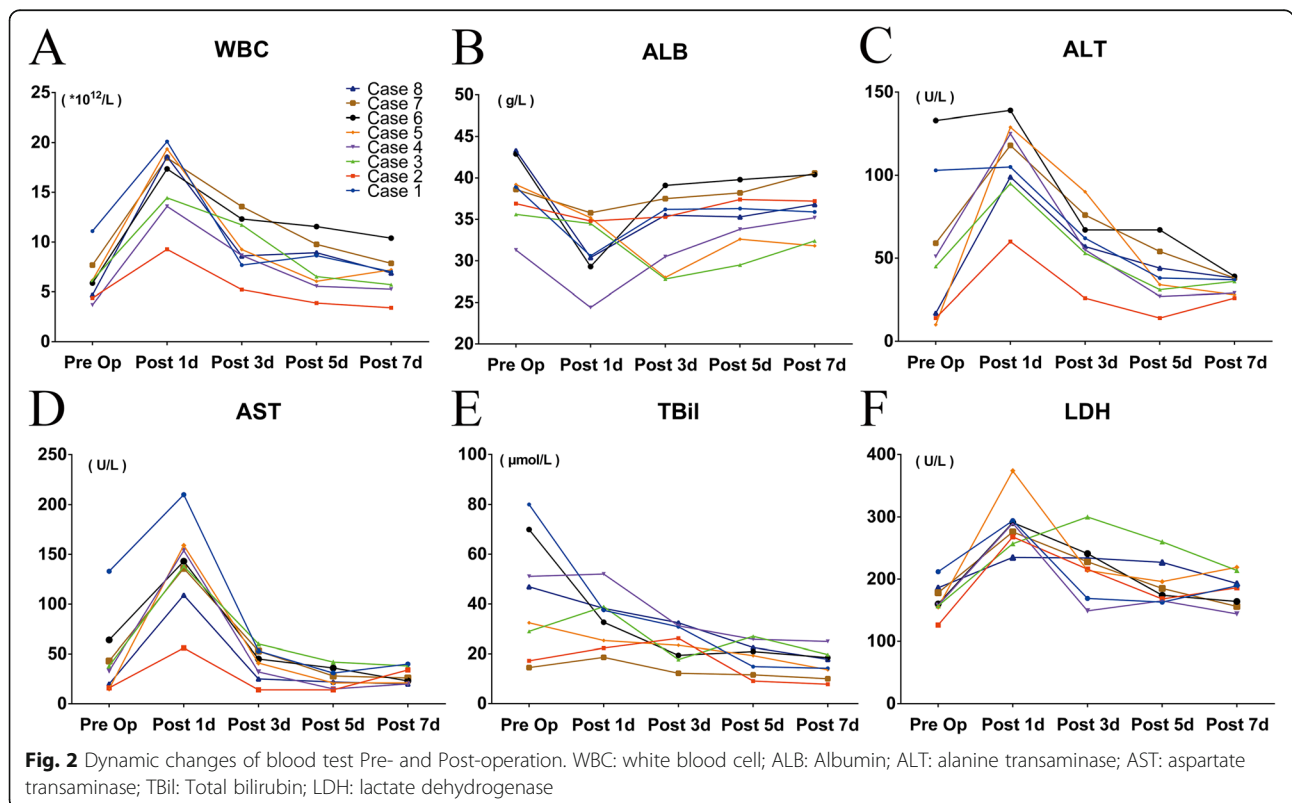 A
WBC
( *10^12/L )
25
20
15
10
5
0
Pre Op Post 1d Post 3d Post 5d Post 7d
Case 8
Case 7
Case 6
Case 5
Case 4
Case 3
Case 2
Case 1
B
ALB
( g/L )
50
45
40
35
30
25
20
Pre Op Post 1d Post 3d Post 5d Post 7d
C
ALT
( U/L )
150
100
50
0
Pre Op Post 1d Post 3d Post 5d Post 7d
D
AST
( U/L )
250
200
150
100
50
0
Pre Op Post 1d Post 3d Post 5d Post 7d
E
TBil
( µmol/L )
100
80
60
40
20
0
Pre Op Post 1d Post 3d Post 5d Post 7d
F
LDH
( U/L )
400
300
200
100
0
Pre Op Post 1d Post 3d Post 5d Post 7d
Fig. 2 Dynamic changes of blood test Pre- and Post-operation. WBC: white blood cell; ALB: Albumin; ALT: alanine transaminase; AST: aspartate
transaminase; TBil: Total bilirubin; LDH: lactate dehydrogenase